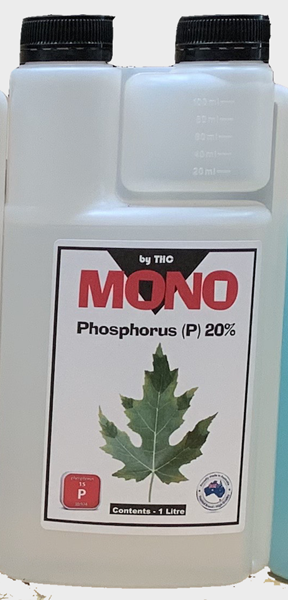 100 ml
80 ml
60 ml
40 ml
20 ml
by THC
MONO
Phosphorus (P) 20%
Phosphorus
15
P
Contents - 1 Litre